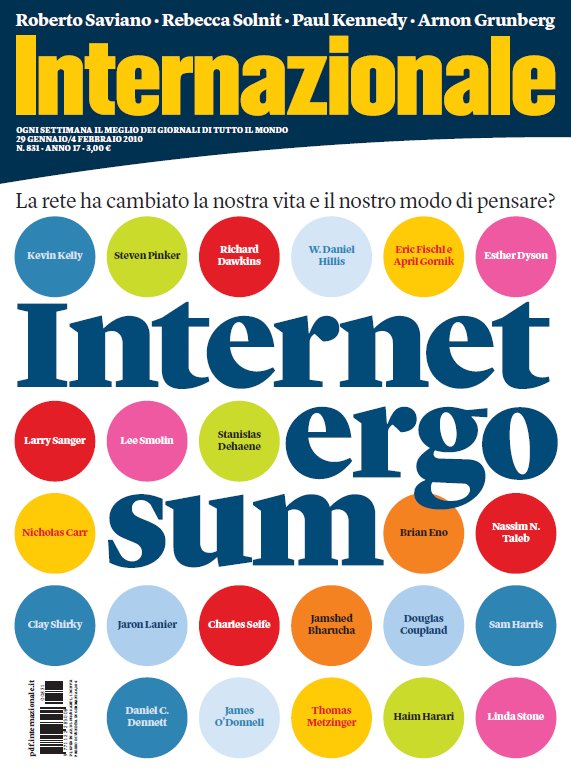 Roberto Saviano · Rebecca Solnit · Paul Kennedy · Arnon Grunberg
Internazionale
OGNI SETTIMANA IL MEGLIO DEI GIORNALI DI TUTTO IL MONDO
29 GENNAIO/4 FEBBRAIO 2010
N. 831 · ANNO 17 · 3,00 €
La rete ha cambiato la nostra vita e il nostro modo di pensare?
Kevin Kelly
Steven Pinker
Richard
Dawkins
W. Daniel
Hillis
Eric Fischl e
April Gornik
Esther Dyson
Internet
Larry Sanger
Lee Smolin
Stanislas
Dehaene
ergo
Nicholas Carr
sum
Brian Eno
Nassim N.
Taleb
Clay Shirky
Jaron Lanier
Charles Seife
Jamshed
Bharucha
Douglas
Coupland
Sam Harris
pdf.internazionale.it
Daniel C.
Dennett
James
O'Donnell
Thomas
Metzinger
Haim Harari
Linda Stone